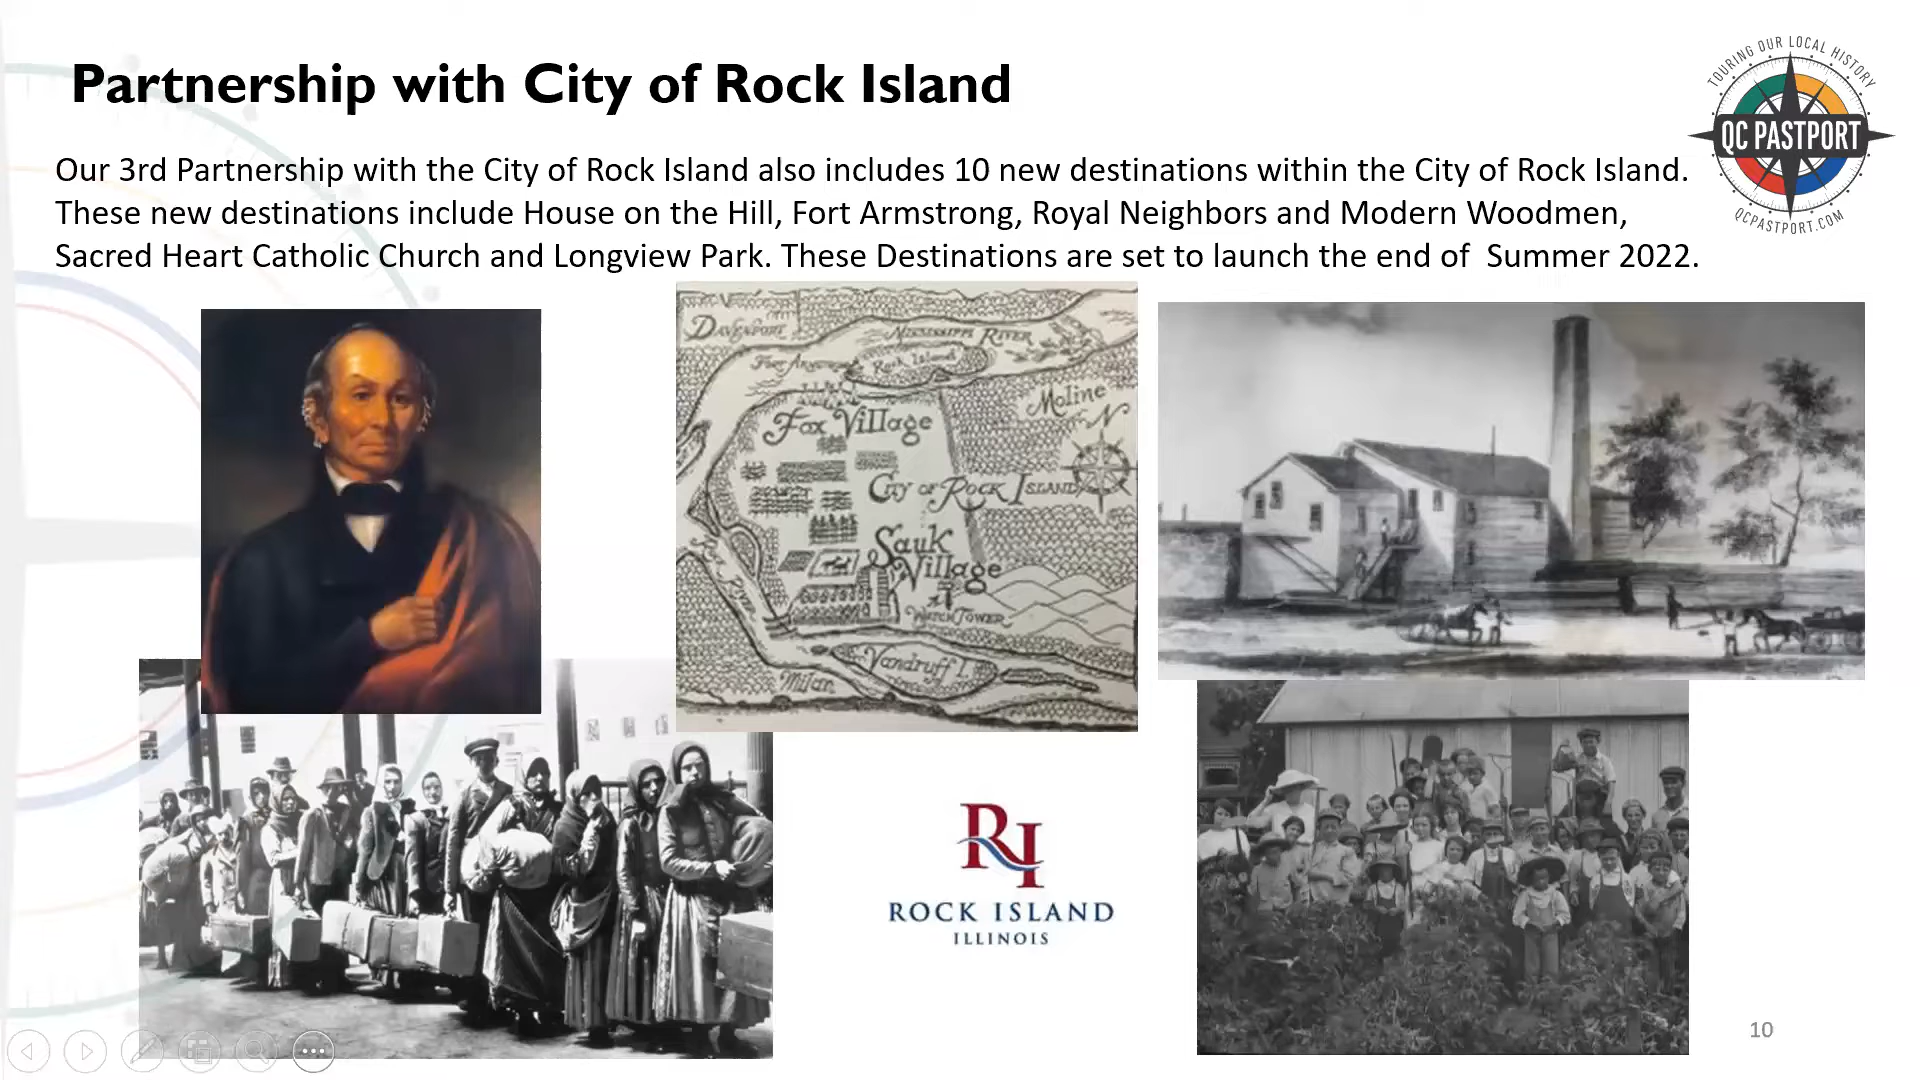 Partnership with City of Rock Island
TOURING OUR LOCAL HISTORY
QC PASTPORT
QCPASTPORT.COM
Our 3rd Partnership with the City of Rock Island also includes 10 new destinations within the City of Rock Island.
These new destinations include House on the Hill, Fort Armstrong, Royal Neighbors and Modern Woodmen,
Sacred Heart Catholic Church and Longview Park. These Destinations are set to launch the end of  Summer 2022.
DAVENPORT
MISSISSIPPI RIVER
FORT ARMSTRONG
Rock Island
Moline
N
Fox Village
CITY OF ROCK ISLAND
Sauk
Village
WATCH TOWER
Vandruff I.
Milan
RI
ROCK ISLAND
ILLINOIS
10